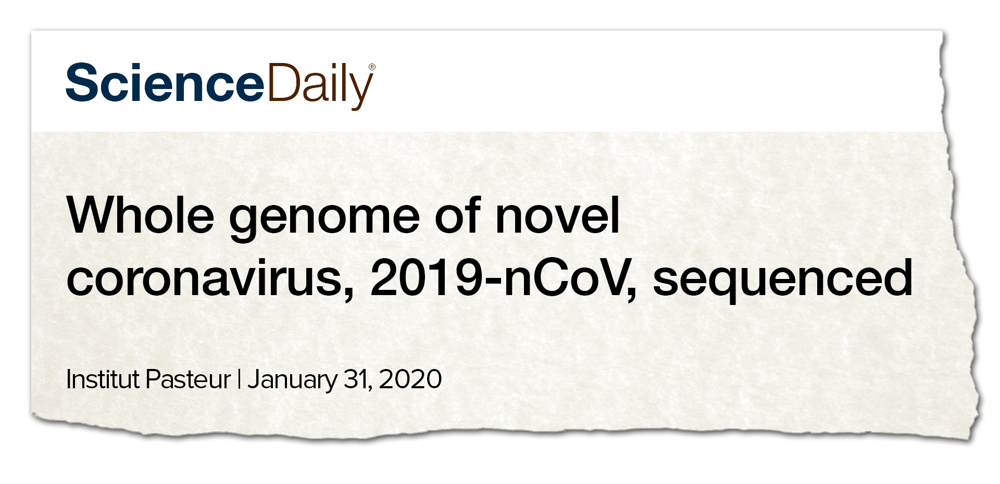 ScienceDaily®
Whole genome of novel
coronavirus, 2019-nCoV, sequenced
Institut Pasteur | January 31, 2020